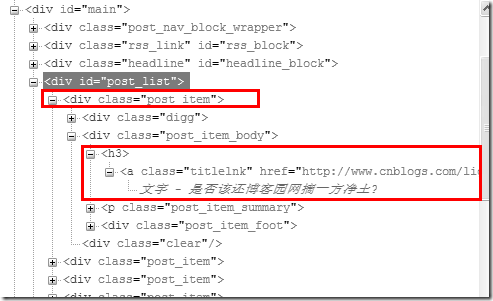 <div id="main">
<div class="post_nav_block_wrapper">
<div class="rss_link" id="rss_block">
<div class="headline" id="headline_block">
<div id="post_list">
<div class="post_item">
<div class="digg">
<div class="post_item_body">
<h3>
<a class="titlelnk" href="http://www.cnblogs.com/li
文字 - 是否该还博客园网摘一方净土?
<p class="post_item_summary">
<div class="post_item_foot">
<div class="clear"/>
<div class="post_item">
<div class="post_item">
<div class="post_item">